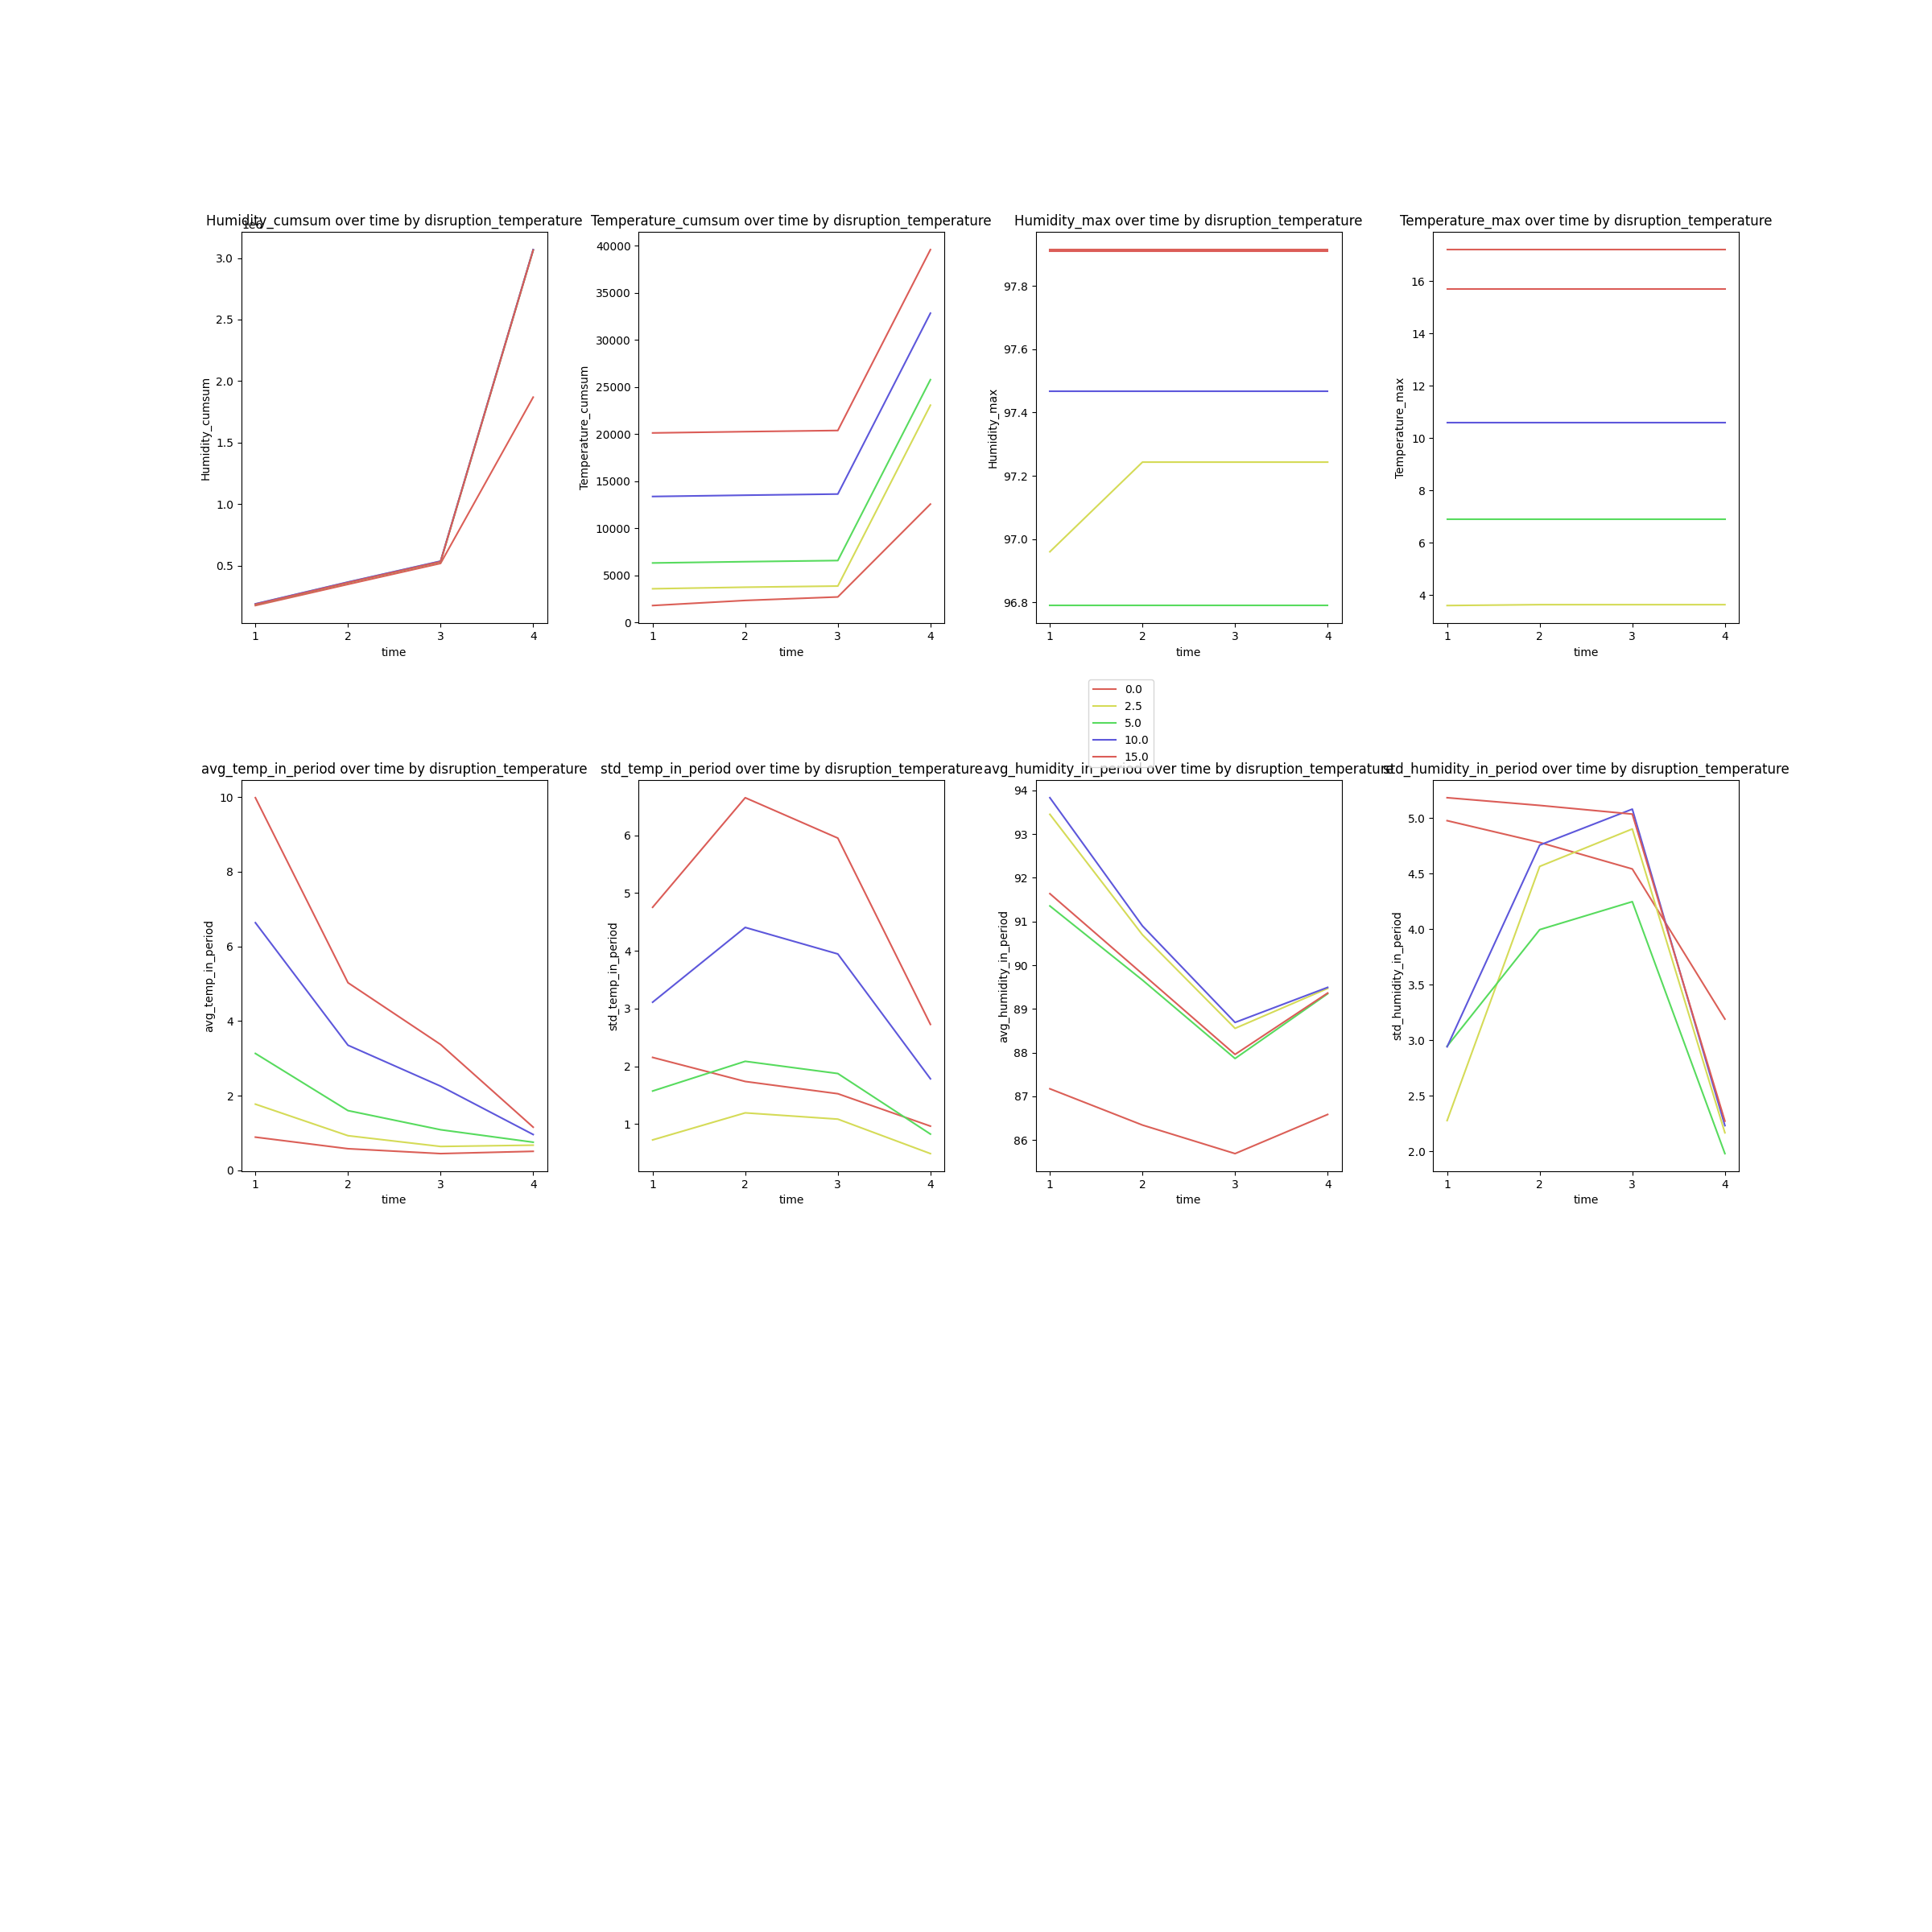 Humidity_cumsum over time by disruption_temperature
Humidity_cumsum
3.0
2.5
2.0
1.5
1.0
0.5
1 2 3 4
time
Temperature_cumsum over time by disruption_temperature
Temperature_cumsum
40000
35000
30000
25000
20000
15000
10000
5000
0
1 2 3 4
time
Humidity_max over time by disruption_temperature
Humidity_max
97.8
97.6
97.4
97.2
97.0
96.8
1 2 3 4
time
Temperature_max over time by disruption_temperature
Temperature_max
16
14
12
10
8
6
4
1 2 3 4
time
0.0
2.5
5.0
10.0
15.0
avg_temp_in_period over time by disruption_temperature
avg_temp_in_period
10
8
6
4
2
0
1 2 3 4
time
std_temp_in_period over time by disruption_temperature
std_temp_in_period
6
5
4
3
2
1
1 2 3 4
time
avg_humidity_in_period over time by disruption_temperature
avg_humidity_in_period
94
93
92
91
90
89
88
87
86
1 2 3 4
time
std_humidity_in_period over time by disruption_temperature
std_humidity_in_period
5.0
4.5
4.0
3.5
3.0
2.5
2.0
1 2 3 4
time